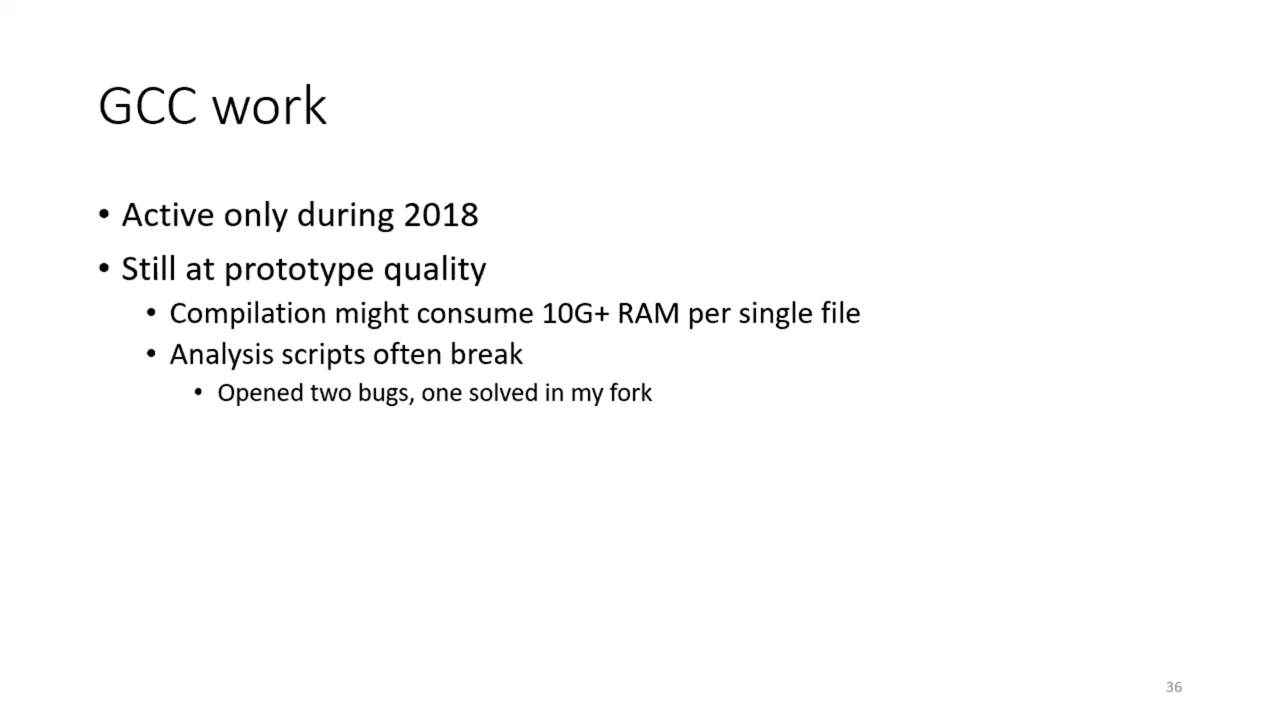 GCC work
• Active only during 2018
• Still at prototype quality
• Compilation might consume 10G+ RAM per single file
• Analysis scripts often break
• Opened two bugs, one solved in my fork
36